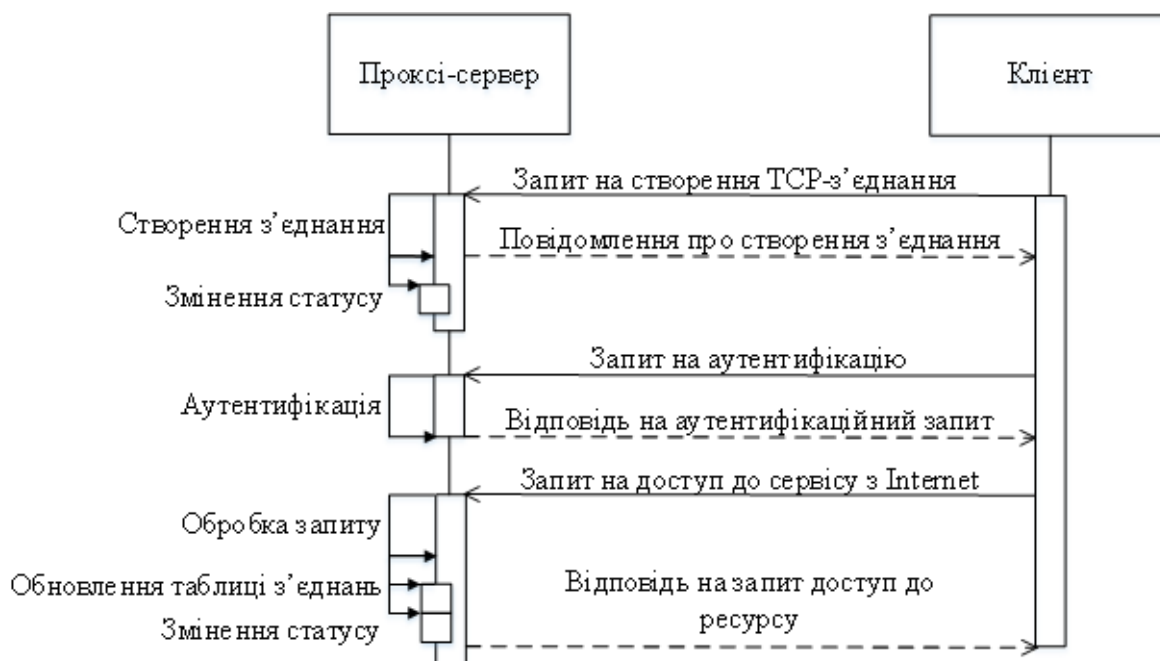 Проксі-сервер
Клієнт
Запит на створення TCP-з’єднання
Створення з’єднання
Повідомлення про створення з’єднання
Змінення статусу
Запит на аутентифікацію
Аутентифікація
Відповідь на аутентифікаційний запит
Запит на доступ до сервісу з Internet
Обробка запиту
Обновлення таблиці з’єднань
Відповідь на запит доступ до
ресурсу
Змінення статусу